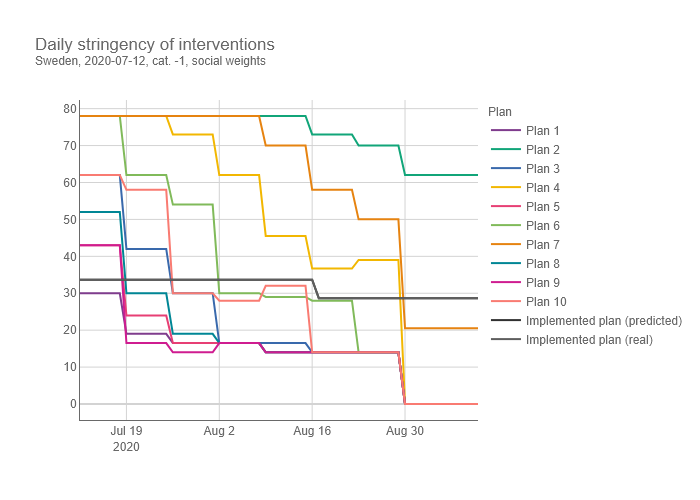 Daily stringency of interventions
Sweden, 2020-07-12, cat. -1, social weights
80
70
60
50
40
30
20
10
0
Jul 19
2020
Aug 2
Aug 16
Aug 30
Plan
Plan 1
Plan 2
Plan 3
Plan 4
Plan 5
Plan 6
Plan 7
Plan 8
Plan 9
Plan 10
Implemented plan (predicted)
Implemented plan (real)